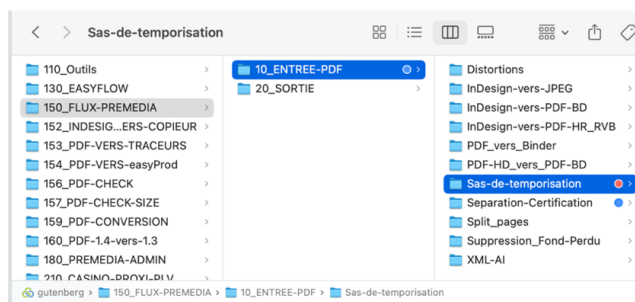 Sas-de-temporisation
110_Outils
130_EASYFLOW
150_FLUX-PREMEDIA
152_INDESIG...ERS-COPIEUR
153_PDF-VERS-TRACEURS
154_PDF-VERS-easyProd
156_PDF-CHECK
157_PDF-CHECK-SIZE
159_PDF-CONVERSION
160_PDF-1.4-vers-1.3
180_PREMEDIA-ADMIN
210_CASINO-PROXI-PLV
10_ENTREE-PDF
20_SORTIE
Distortions
InDesign-vers-JPEG
InDesign-vers-PDF-BD
InDesign-vers-PDF-HR_RVB
PDF_vers_Binder
PDF-HD_vers_PDF-BD
Sas-de-temporisation
Separation-Certification
Split_pages
Suppression_Fond-Perdu
XML-AI
gutenberg › 150_FLUX-PREMEDIA › 10_ENTREE-PDF › Sas-de-temporisation